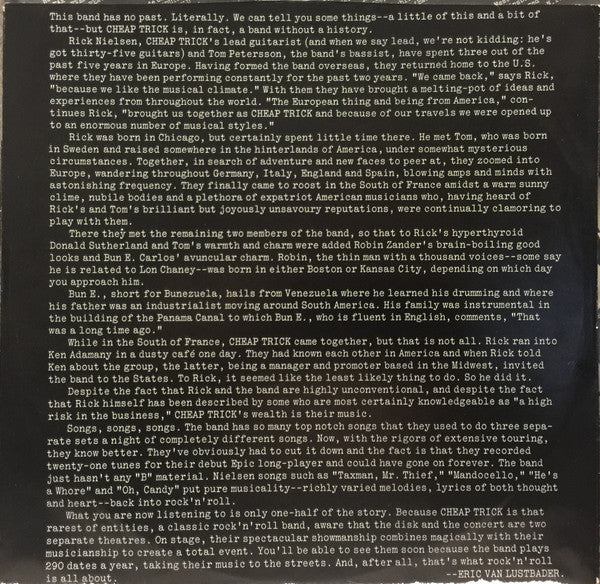 This band has no past. Literally. We can tell you some things--a little of this and a bit of
that--but CHEAP TRICK is, in fact, a band without a history.
Rick Nielsen, CHEAP TRICK's lead guitarist (and when we say lead, we're not kidding: he's
got thirty-five guitars) and Tom Petersson, the band's bassist, have spent three out of the
past five years in Europe. Having formed the band overseas, they returned home to the U.S.
where they have been performing constantly for the past two years. "We came back," says Rick,
"because we like the musical climate." With them they have brought a melting-pot of ideas and
experiences from throughout the world. "The European thing and being from America," con-
tinues Rick, "brought us together as CHEAP TRICK and because of our travels we were opened up
to an enormous number of musical styles."
Rick was born in Chicago, but certainly spent little time there. He met Tom, who was born
in Sweden and raised somewhere in the hinterlands of America, under somewhat mysterious
circumstances. Together, in search of adventure and new faces to peer at, they zoomed into
Europe, wandering throughout Germany, Italy, England and Spain, blowing amps and minds with
astonishing frequency. They finally came to roost in the South of France amidst a warm sunny
clime, nubile bodies and a plethora of expatriot American musicians who, having heard of
Rick's and Tom's brilliant but joyously unsavoury reputations, were continually clamoring to
play with them.
There they met the remaining two members of the band, so that to Rick's hyperthyroid
Donald Sutherland and Tom's warmth and charm were added Robin Zander's brain-boiling good
looks and Bun E. Carlos' avuncular charm. Robin, the thin man with a thousand voices--some say
he is related to Lon Chaney--was born in either Boston or Kansas City, depending on which day
you approach him.
Bun E., short for Bunezuela, hails from Venezuela where he learned his drumming and where
his father was an industrialist moving around South America. His family was instrumental in
the building of the Panama Canal to which Bun E., who is fluent in English, comments, "That
was a long time ago."
While in the South of France, CHEAP TRICK came together, but that is not all. Rick ran into
Ken Adamany in a dusty café one day. They had known each other in America and when Rick told
Ken about the group, the latter, being a manager and promoter based in the Midwest, invited
the band to the States. To Rick, it seemed like the least likely thing to do. So he did it.
Despite the fact that Rick and the band are highly unconventional, and despite the fact
that Rick himself has been described by some who are most certainly knowledgeable as "a high
risk in the business," CHEAP TRICK's wealth is their music.
Songs, songs, songs. The band has so many top notch songs that they used to do three sepa-
rate sets a night of completely different songs. Now, with the rigors of extensive touring,
they know better. They've obviously had to cut it down and the fact is that they recorded
twenty-one tunes for their debut Epic long-player and could have gone on forever. The band
just hasn't any "B" material. Nielsen songs such as "Taxman, Mr. Thief," "Mandocello," "He's
a Whore" and "Oh, Candy" put pure musicality--richly varied melodies, lyrics of both thought
and heart--back into rock'n'roll.
What you are now listening to is only one-half of the story. Because CHEAP TRICK is that
rarest of entities, a classic rock'n'roll band, aware that the disk and the concert are two
separate theatres. On stage, their spectacular showmanship combines magically with their
musicianship to create a total event. You'll be able to see them soon because the band plays
290 dates a year, taking their music to the streets. And, after all, that's what rock'n'roll
is all about.
--ERIC VAN LUSTBADER.